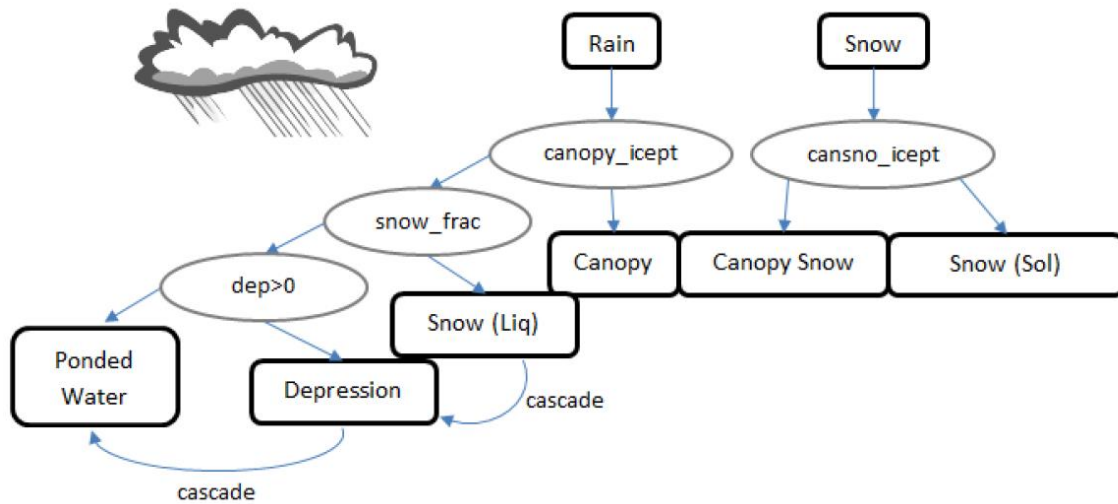 Rain
Snow
canopy_icept
cansno_icept
snow_frac
Canopy
Canopy Snow
Snow (Sol)
dep>0
Snow (Liq)
Ponded
Water
Depression
cascade
cascade